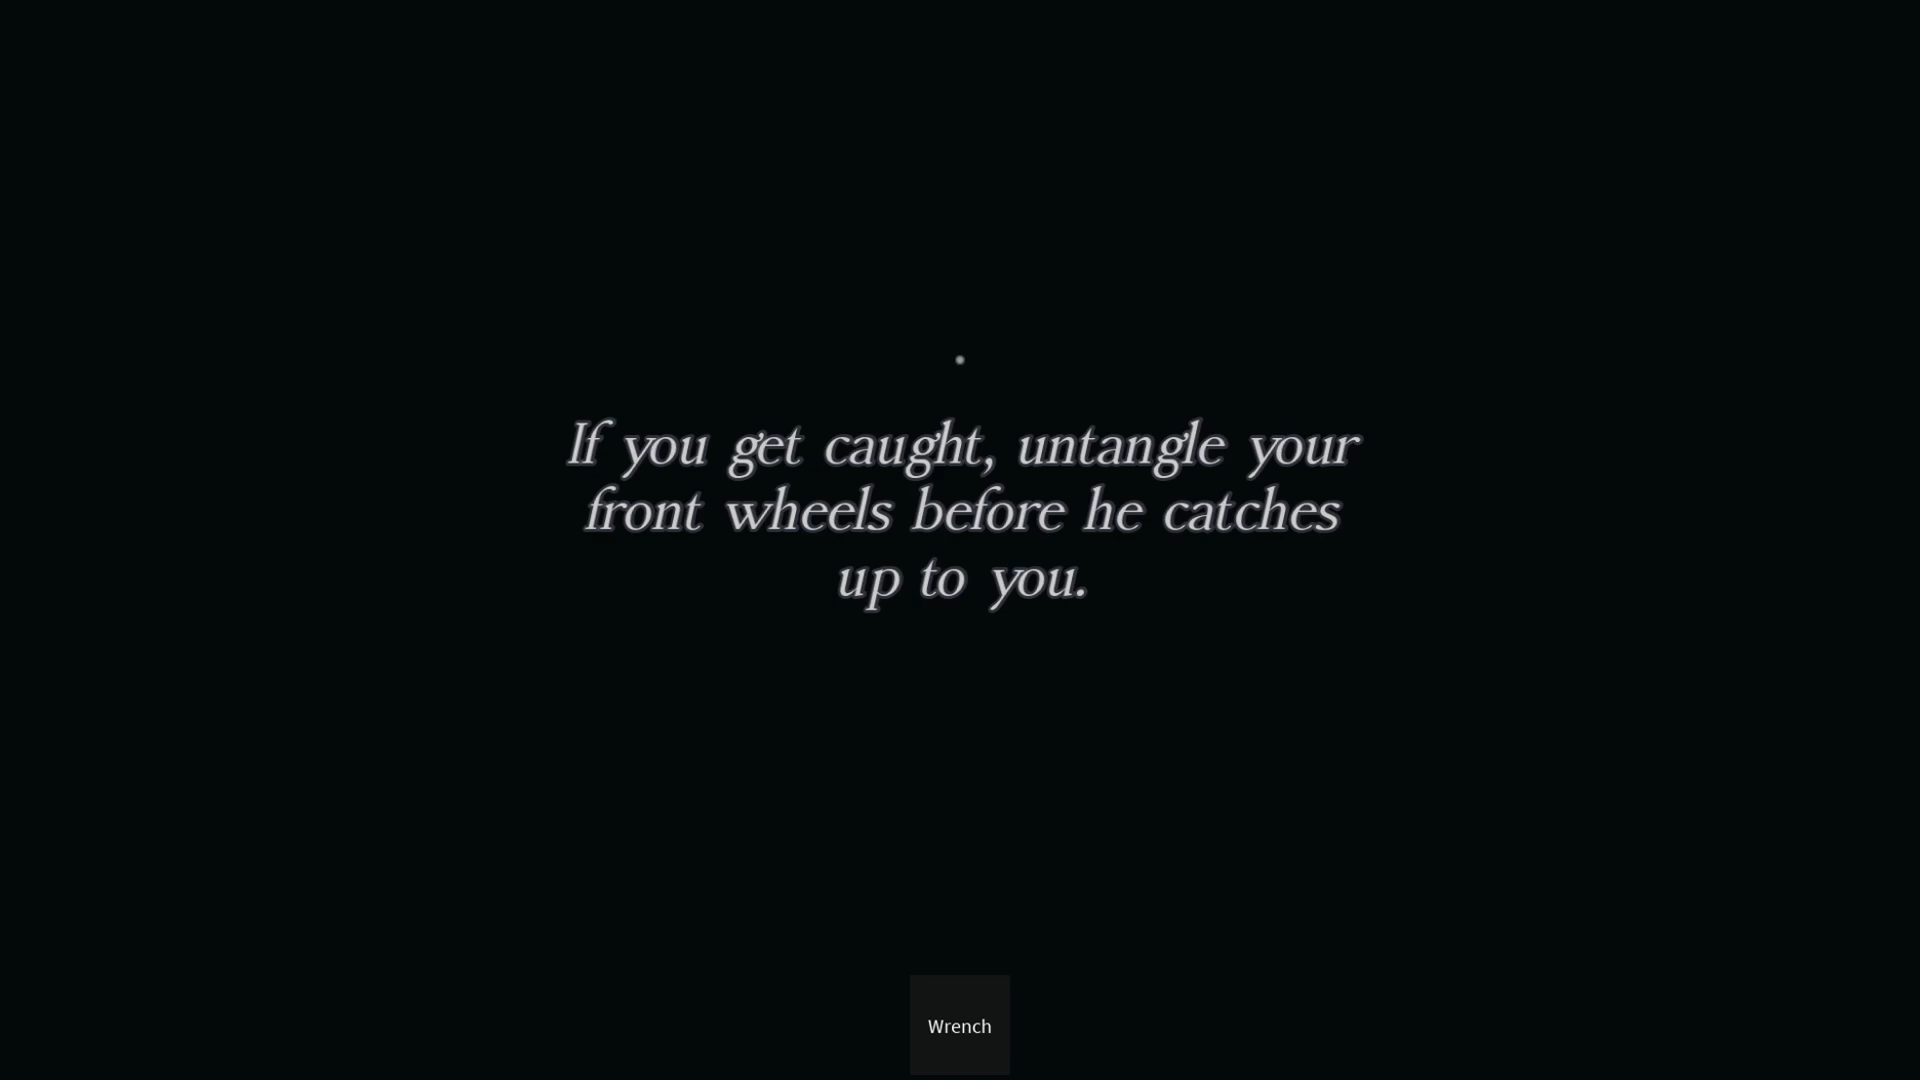 If you get caught, untangle your
front wheels before he catches
up to you.
Wrench